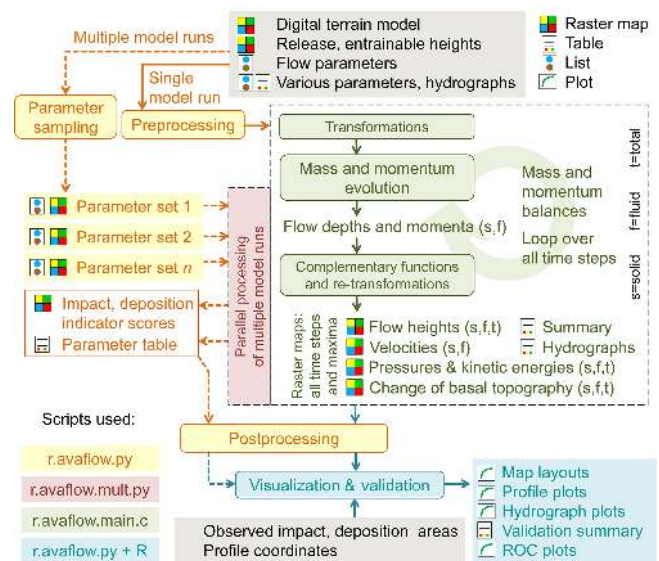 Multiple model runs
Digital terrain model
Release, entrainable heights
Flow parameters
Various parameters, hydrographs
Raster map
Table
List
Plot
Single
model run
Parameter
sampling
Preprocessing
Transformations
Mass and momentum
evolution
Flow depths and momenta (s,f)
Complementary functions
and re-transformations
Mass and
momentum
balances
Loop over
all time steps
t=total
f=fluid
s=solid
Parameter set 1
Parameter set 2
Parameter set n
Parallel processing
of multiple model runs
Impact, deposition
indicator scores
Parameter table
Raster maps:
all time steps
and maxima
Flow heights (s,f,t)
Velocities (s,f)
Pressures & kinetic energies (s,f)
Change of basal topography (s,f,t)
Summary
Hydrographs
Postprocessing
Visualization & validation
Observed impact, deposition areas
Profile coordinates
Scripts used:
r.avaflow.py
r.avaflow.mult.py
r.avaflow.main.c
r.avaflow.py + R
Map layouts
Profile plots
Hydrograph plots
Validation summary
ROC plots